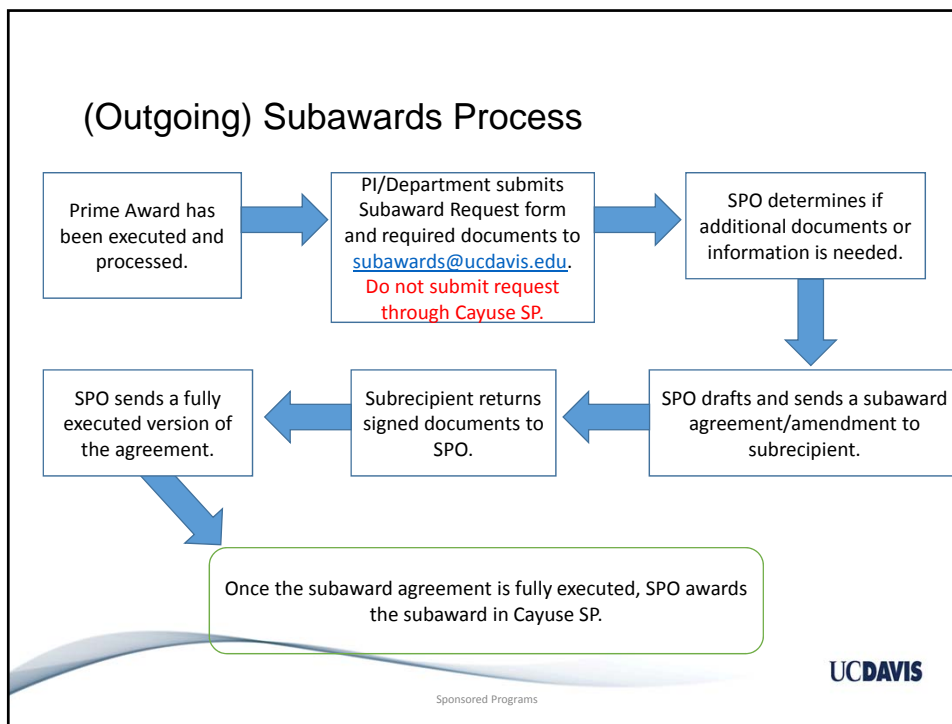 (Outgoing) Subawards Process
Prime Award has
been executed and
processed.
PI/Department submits
Subaward Request form
and required documents to
subawards@ucdavis.edu.
Do not submit request
through Cayuse SP.
SPO determines if
additional documents or
information is needed.
SPO drafts and sends a subaward
agreement/amendment to
subrecipient.
Subrecipient returns
signed documents to
SPO.
SPO sends a fully
executed version of
the agreement.
Once the subaward agreement is fully executed, SPO awards
the subaward in Cayuse SP.
Sponsored Programs
UCDAVIS